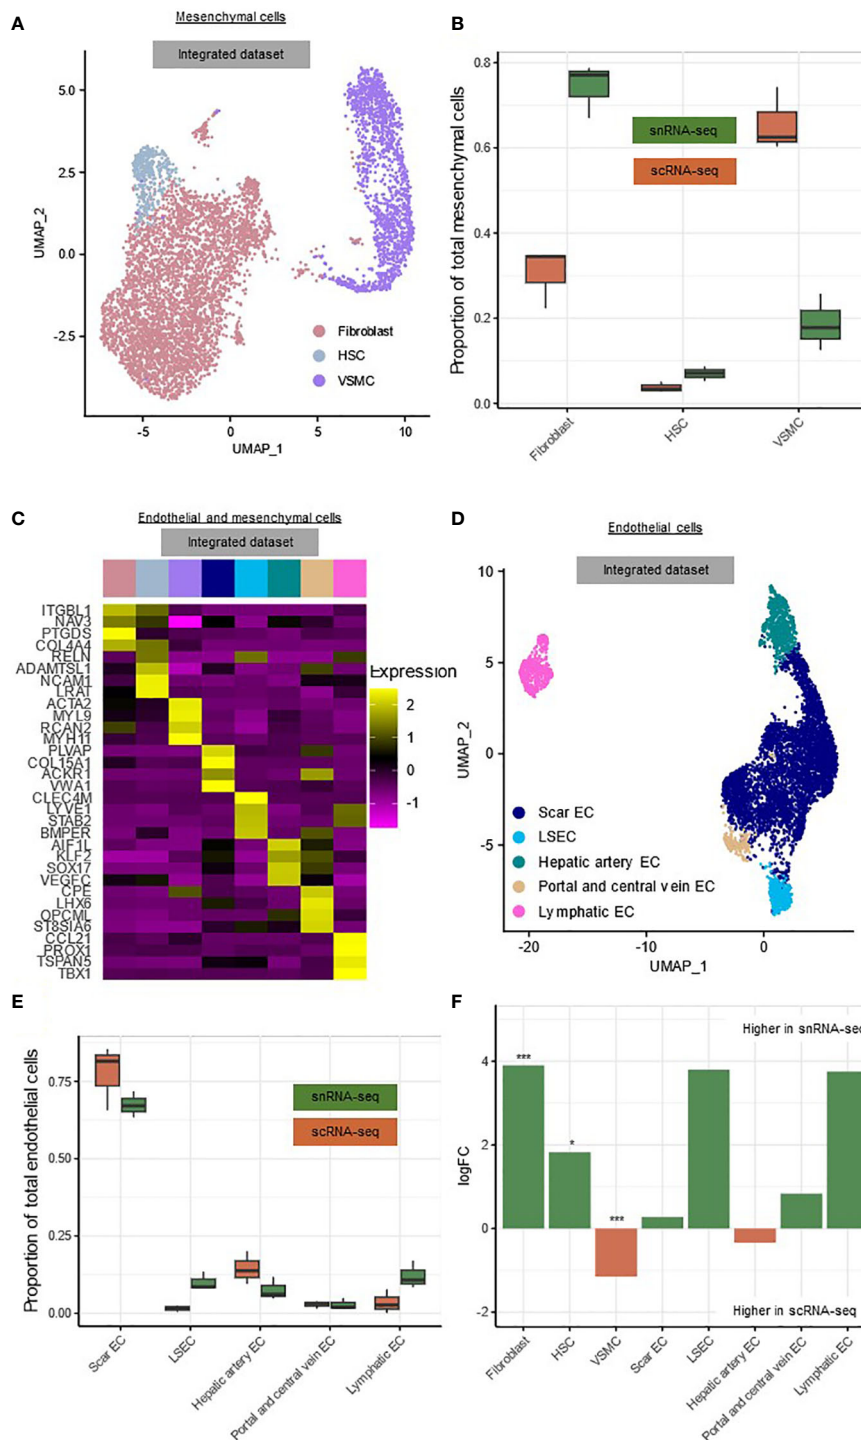 A
Mesenchymal cells
Integrated dataset
UMAP_2
5.0
2.5
0.0
-2.5
Fibroblast
HSC
VSMC
-5
0
5
10
UMAP_1
B
Proportion of total mesenchymal cells
0.8
0.6
0.4
0.2
0.0
snRNA-seq
scRNA-seq
Fibroblast
HSC
VSMC
C
Endothelial and mesenchymal cells
Integrated dataset
ITGBL1
NAV3
PTGDS
COL4A4
RELN
ADAMTSL1
NCAM1
LRAT
ACTA2
MYL9
RCAN2
MYH11
PLVAP
COL15A1
ACKR1
VWA1
CLEC4M
LYVE1
STAB2
BMPER
AIF1L
KLF2
SOX17
VEGFC
CPE
LHX6
OPCML
ST8SIA6
CCL21
PROX1
TSPAN5
TBX1
Expression
2
1
0
-1
D
Endothelial cells
Integrated dataset
UMAP_2
10
5
0
-5
Scar EC
LSEC
Hepatic artery EC
Portal and central vein EC
Lymphatic EC
-20
-10
0
UMAP_1
E
Proportion of total endothelial cells
0.75
0.50
0.25
0.00
snRNA-seq
scRNA-seq
Scar EC
LSEC
Hepatic artery EC
Portal and central vein EC
Lymphatic EC
F
Higher in snRNA-seq
logFC
4
2
0
-2
***
*
***
Higher in scRNA-seq
Fibroblast
HSC
VSMC
Scar EC
LSEC
Hepatic artery EC
Portal and central vein EC
Lymphatic EC